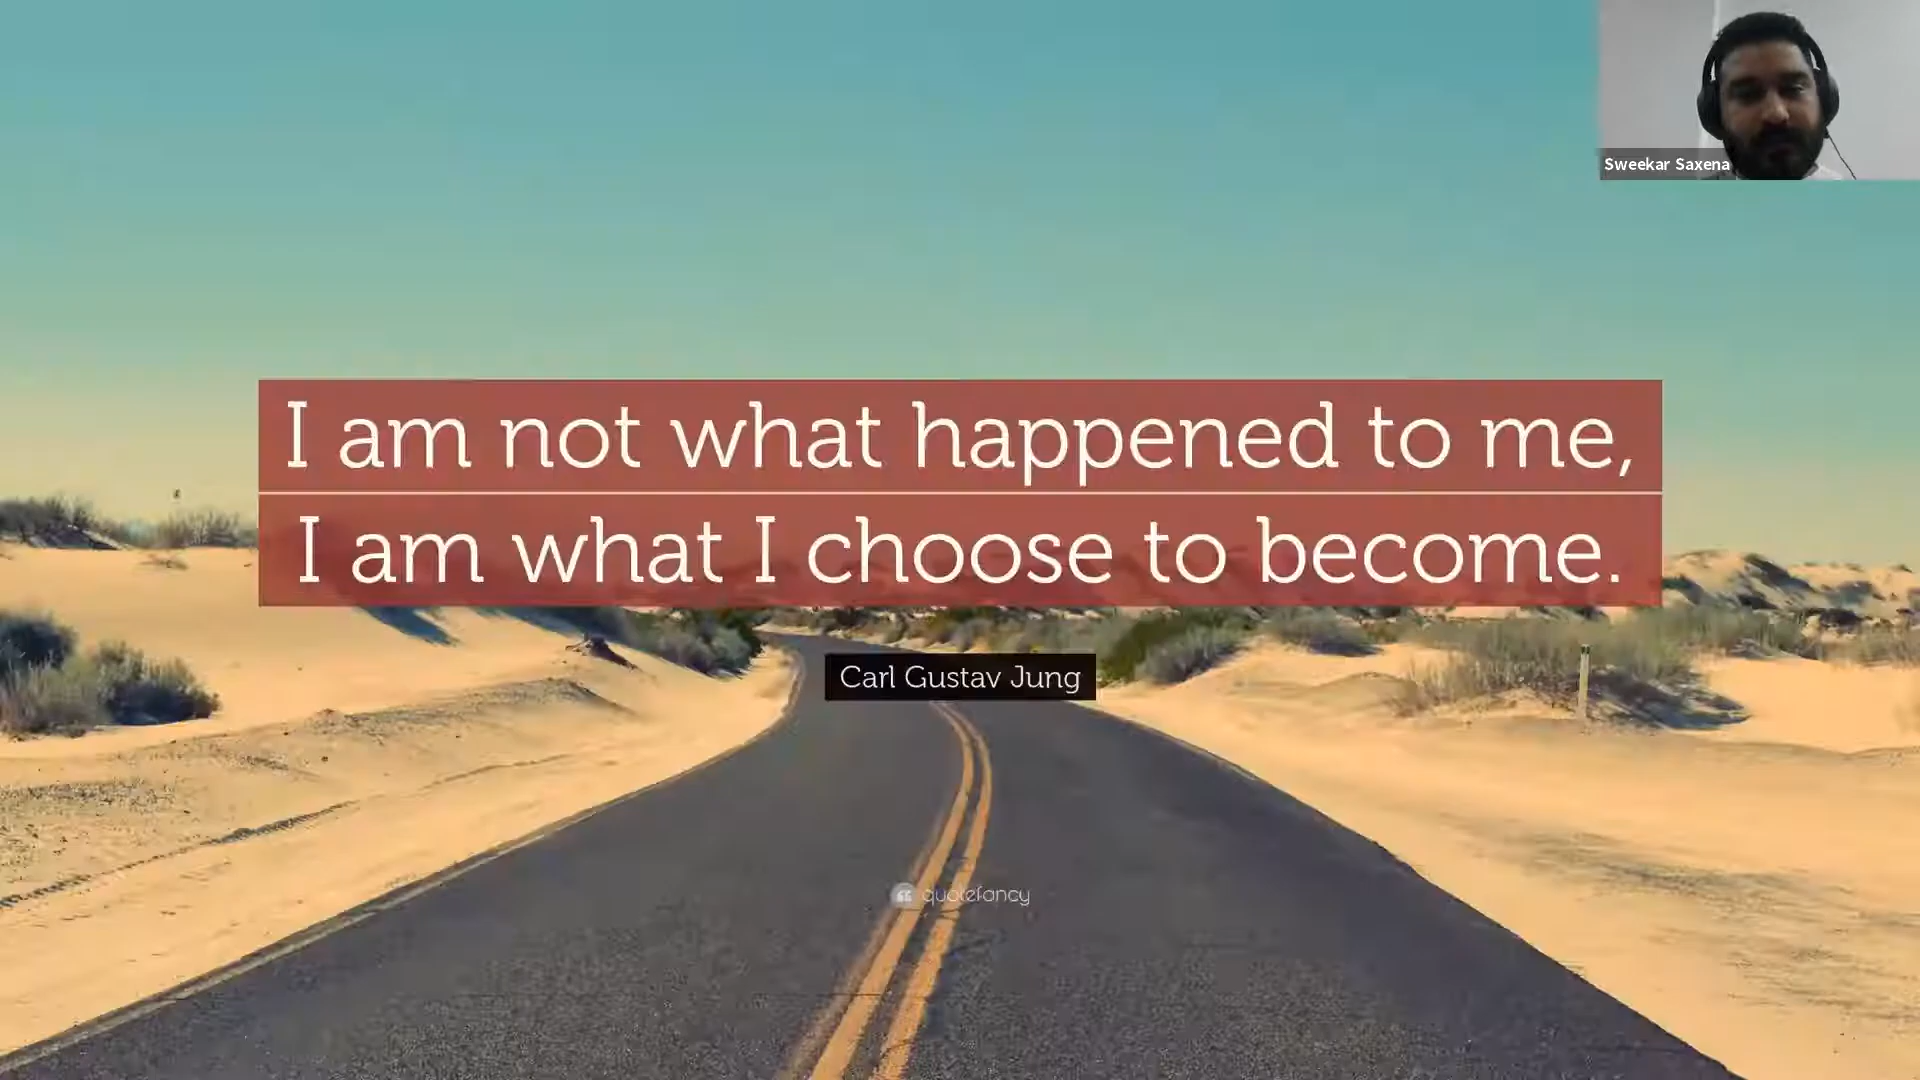 Sweekar Saxena
I am not what happened to me,
I am what I choose to become.
Carl Gustav Jung
quotefancy